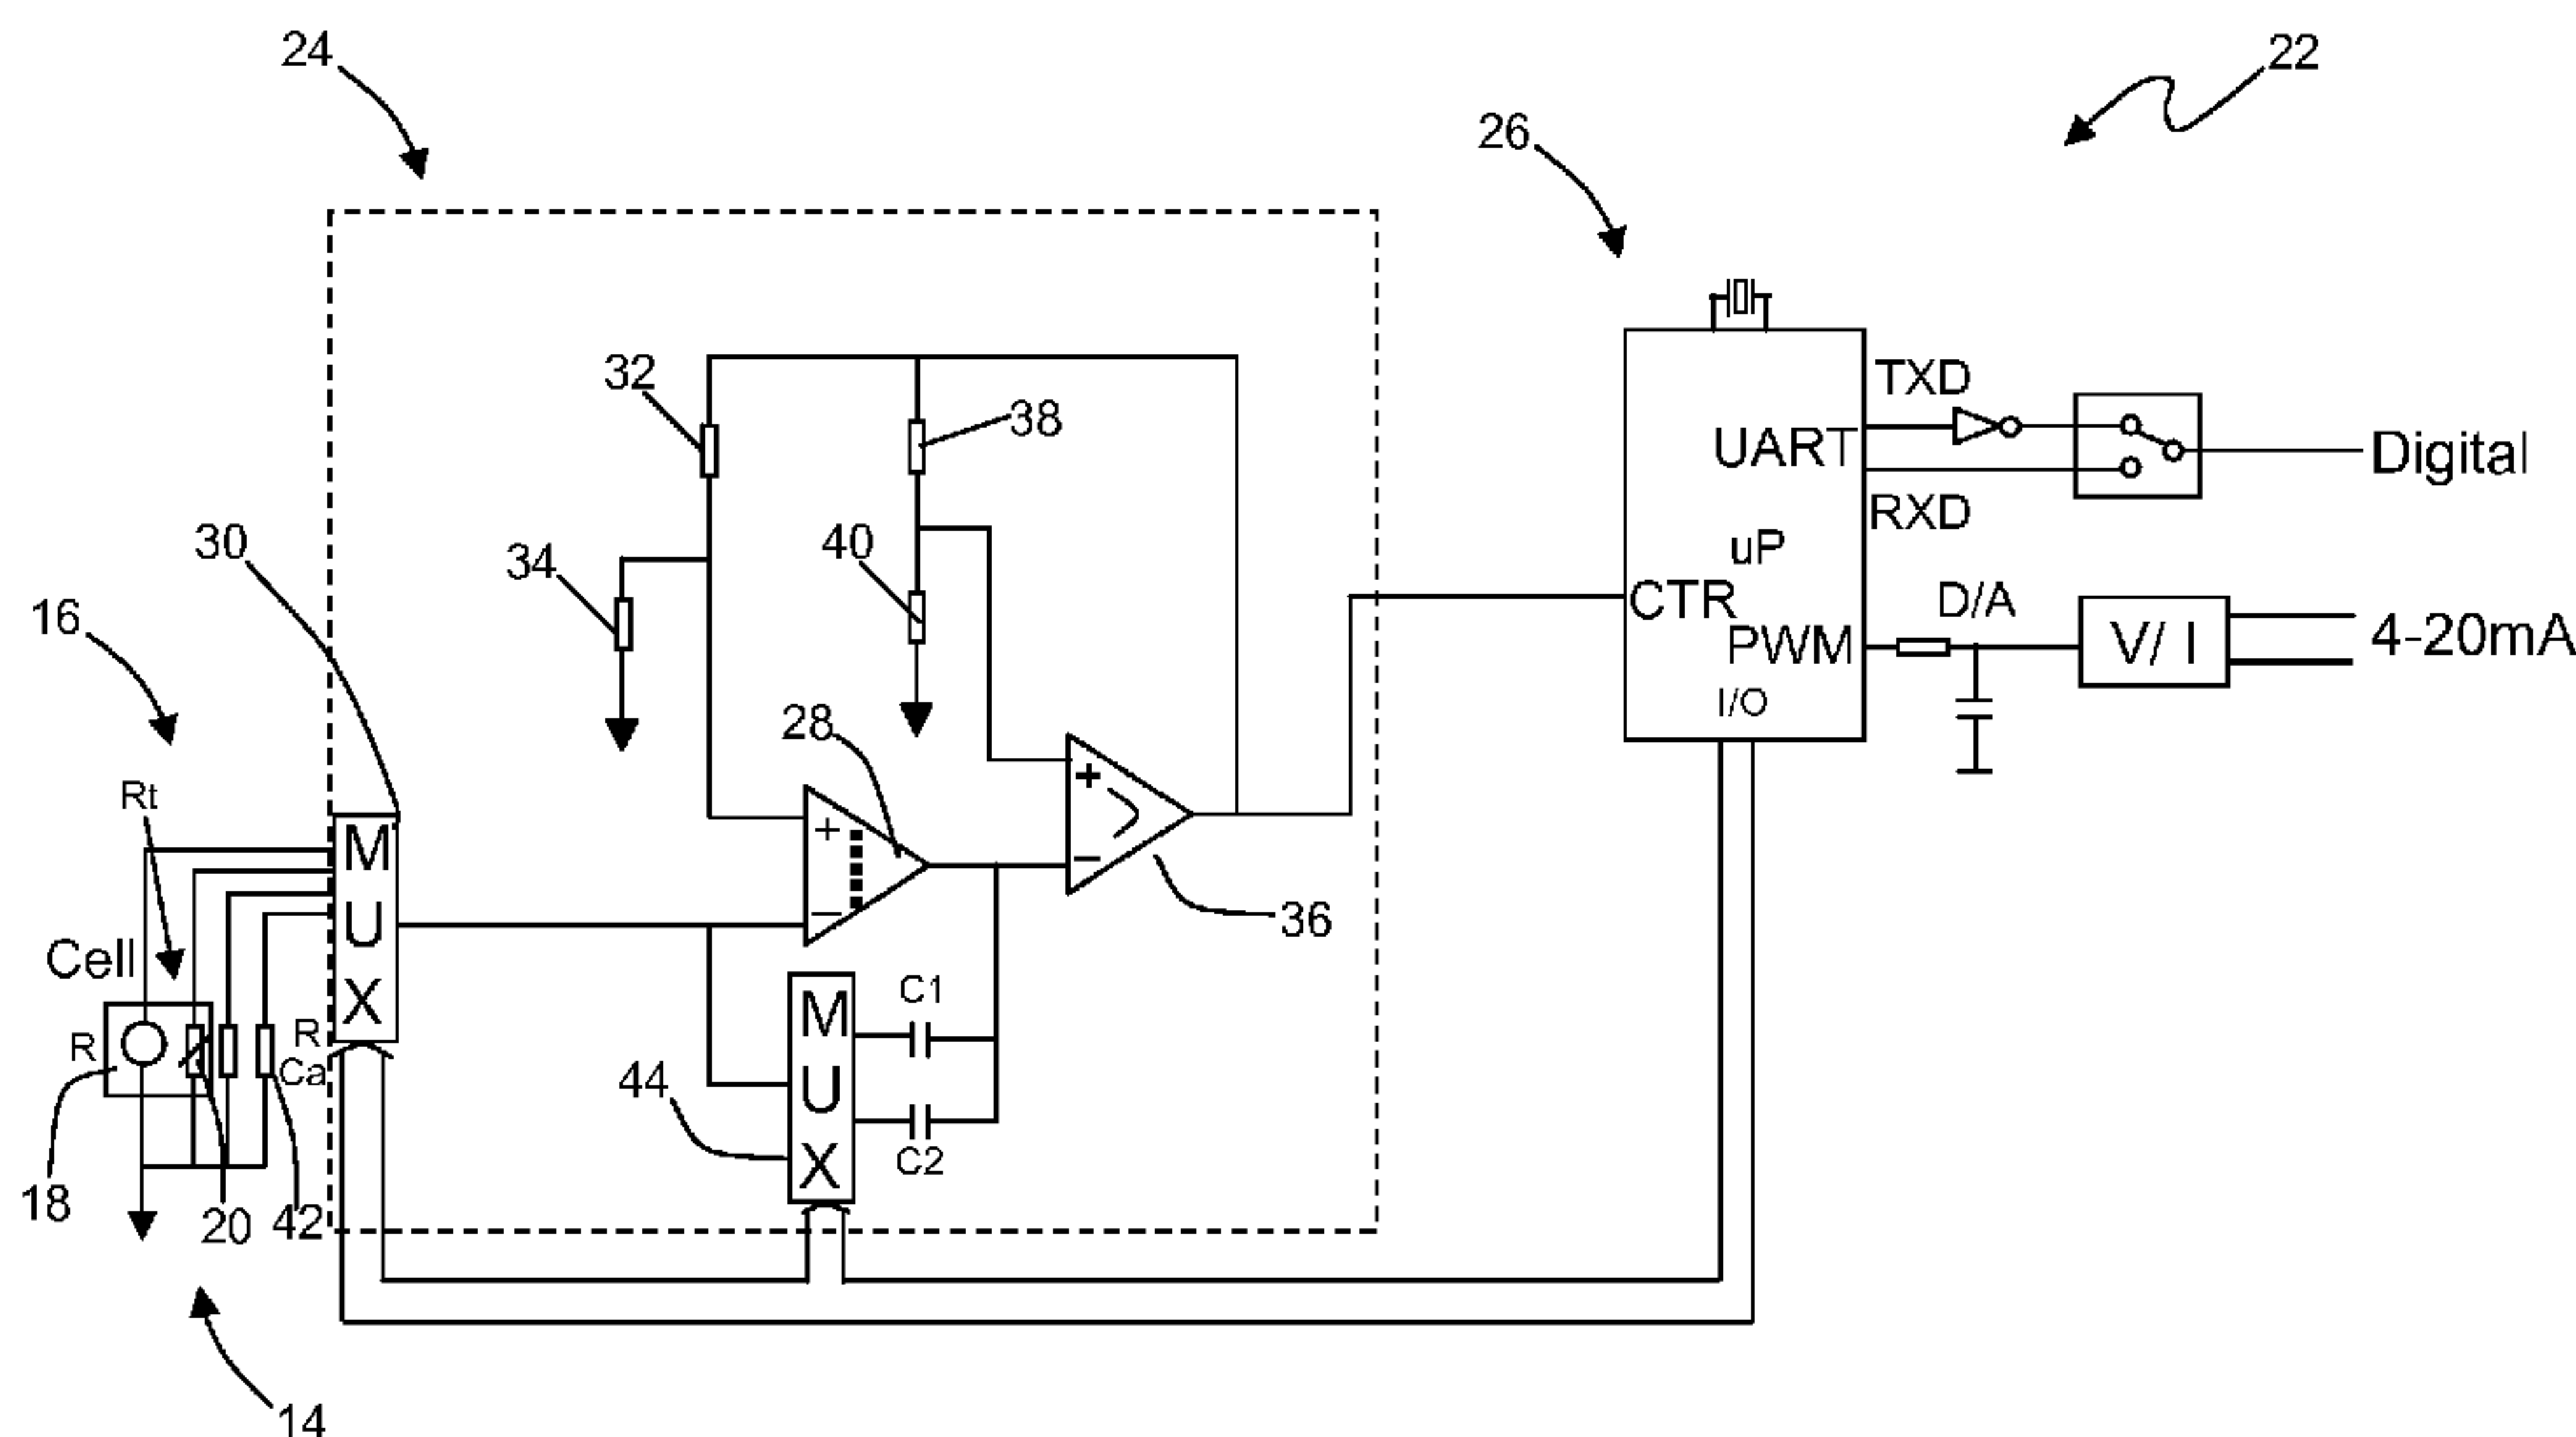 24
22
26
TXD
UART
Digital
RXD
uP
CTR
D/A
PWM
V/ I
4-20mA
I/O
32
38
30
34
40
16
28
+
+
−
−
36
Rt
M
U
X
Cell
R
R
Ca
C1
M
U
X
C2
44
18
20
42
14